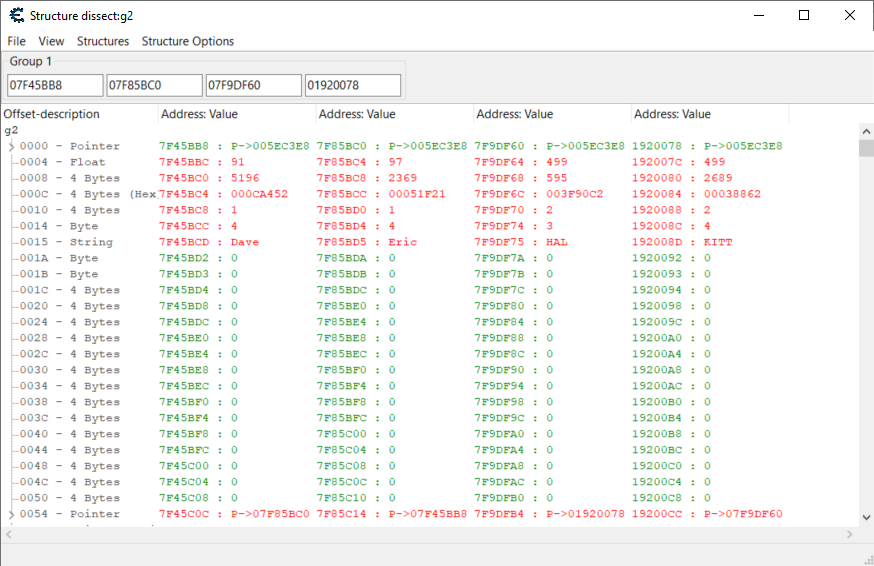 Structure dissect:g2
File View Structures Structure Options
Group 1
07F45BB8 07F85BC0 07F9DF60 01920078
Offset-description Address: Value Address: Value Address: Value Address: Value
g2
0000 - Pointer 7F45BB8 : P->005EC3E8 7F85BC0 : P->005EC3E8 7F9DF60 : P->005EC3E8 1920078 : P->005EC3E8
0004 - Float 7F45BBC : 91 7F85BC4 : 97 7F9DF64 : 499 192007C : 499
0008 - 4 Bytes 7F45BC0 : 5196 7F85BC8 : 2369 7F9DF68 : 595 1920080 : 2689
000C - 4 Bytes (Hex 7F45BC4 : 000CA452 7F85BCC : 00051F21 7F9DF6C : 003F90C2 1920084 : 00038862
0010 - 4 Bytes 7F45BC8 : 1 7F85BD0 : 1 7F9DF70 : 2 1920088 : 2
0014 - Byte 7F45BCC : 4 7F85BD4 : 4 7F9DF74 : 3 192008C : 4
0015 - String 7F45BCD : Dave 7F85BD5 : Eric 7F9DF75 : HAL 192008D : KITT
001A - Byte 7F45BD2 : 0 7F85BDA : 0 7F9DF7A : 0 1920092 : 0
001B - Byte 7F45BD3 : 0 7F85BDB : 0 7F9DF7B : 0 1920093 : 0
001C - 4 Bytes 7F45BD4 : 0 7F85BDC : 0 7F9DF7C : 0 1920094 : 0
0020 - 4 Bytes 7F45BD8 : 0 7F85BE0 : 0 7F9DF80 : 0 1920098 : 0
0024 - 4 Bytes 7F45BDC : 0 7F85BE4 : 0 7F9DF84 : 0 192009C : 0
0028 - 4 Bytes 7F45BE0 : 0 7F85BE8 : 0 7F9DF88 : 0 19200A0 : 0
002C - 4 Bytes 7F45BE4 : 0 7F85BEC : 0 7F9DF8C : 0 19200A4 : 0
0030 - 4 Bytes 7F45BE8 : 0 7F85BF0 : 0 7F9DF90 : 0 19200A8 : 0
0034 - 4 Bytes 7F45BEC : 0 7F85BF4 : 0 7F9DF94 : 0 19200AC : 0
0038 - 4 Bytes 7F45BF0 : 0 7F85BF8 : 0 7F9DF98 : 0 19200B0 : 0
003C - 4 Bytes 7F45BF4 : 0 7F85BFC : 0 7F9DF9C : 0 19200B4 : 0
0040 - 4 Bytes 7F45BF8 : 0 7F85C00 : 0 7F9DFA0 : 0 19200B8 : 0
0044 - 4 Bytes 7F45BFC : 0 7F85C04 : 0 7F9DFA4 : 0 19200BC : 0
0048 - 4 Bytes 7F45C00 : 0 7F85C08 : 0 7F9DFA8 : 0 19200C0 : 0
004C - 4 Bytes 7F45C04 : 0 7F85C0C : 0 7F9DFAC : 0 19200C4 : 0
0050 - 4 Bytes 7F45C08 : 0 7F85C10 : 0 7F9DFB0 : 0 19200C8 : 0
0054 - Pointer 7F45C0C : P->07F85BC0 7F85C14 : P->07F45BB8 7F9DFB4 : P->01920078 19200CC : P->07F9DF60